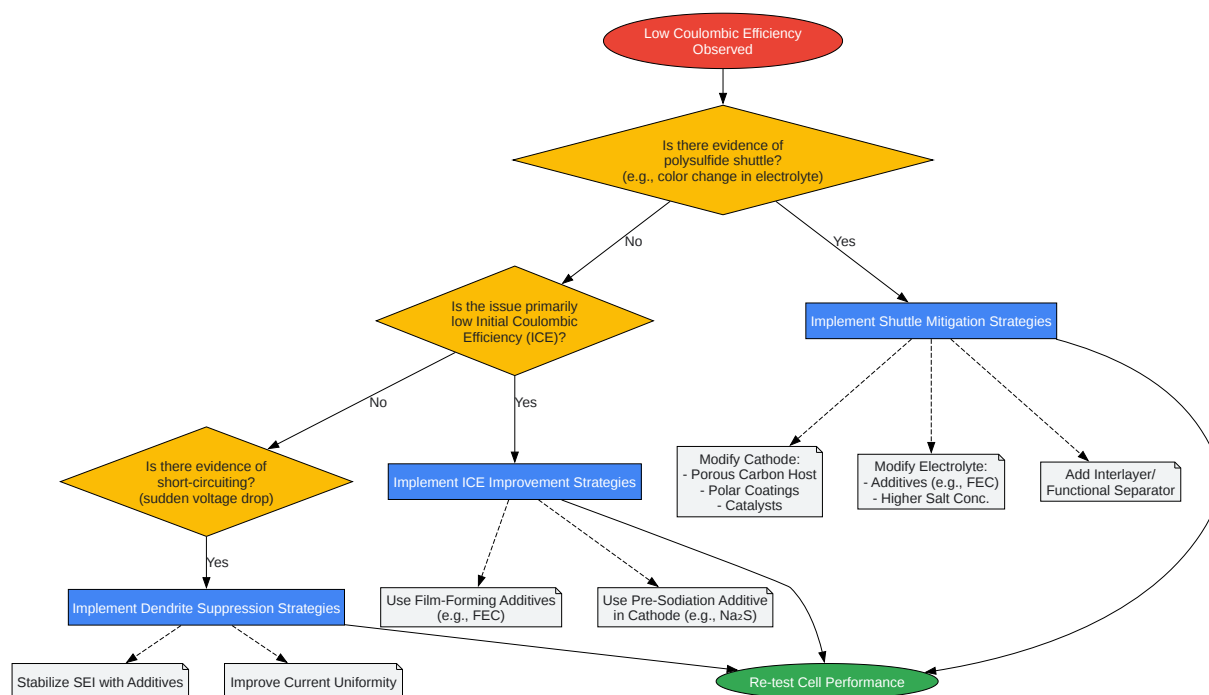 Low Coulombic Efficiency
Observed
Is there evidence of
polysulfide shuttle?
(e.g., color change in electrolyte)
No
Yes
Is the issue primarily
low Initial Coulombic
Efficiency (ICE)?
Implement Shuttle Mitigation Strategies
No
Yes
Is there evidence of
short-circuiting?
(sudden voltage drop)
Implement ICE Improvement Strategies
Modify Cathode:
- Porous Carbon Host
- Polar Coatings
- Catalysts
Modify Electrolyte:
- Additives (e.g., FEC)
- Higher Salt Conc.
Add Interlayer/
Functional Separator
Yes
Implement Dendrite Suppression Strategies
Use Film-Forming Additives
(e.g., FEC)
Use Pre-Sodiation Additive
in Cathode (e.g., Na₂S)
Stabilize SEI with Additives
Improve Current Uniformity
Re-test Cell Performance